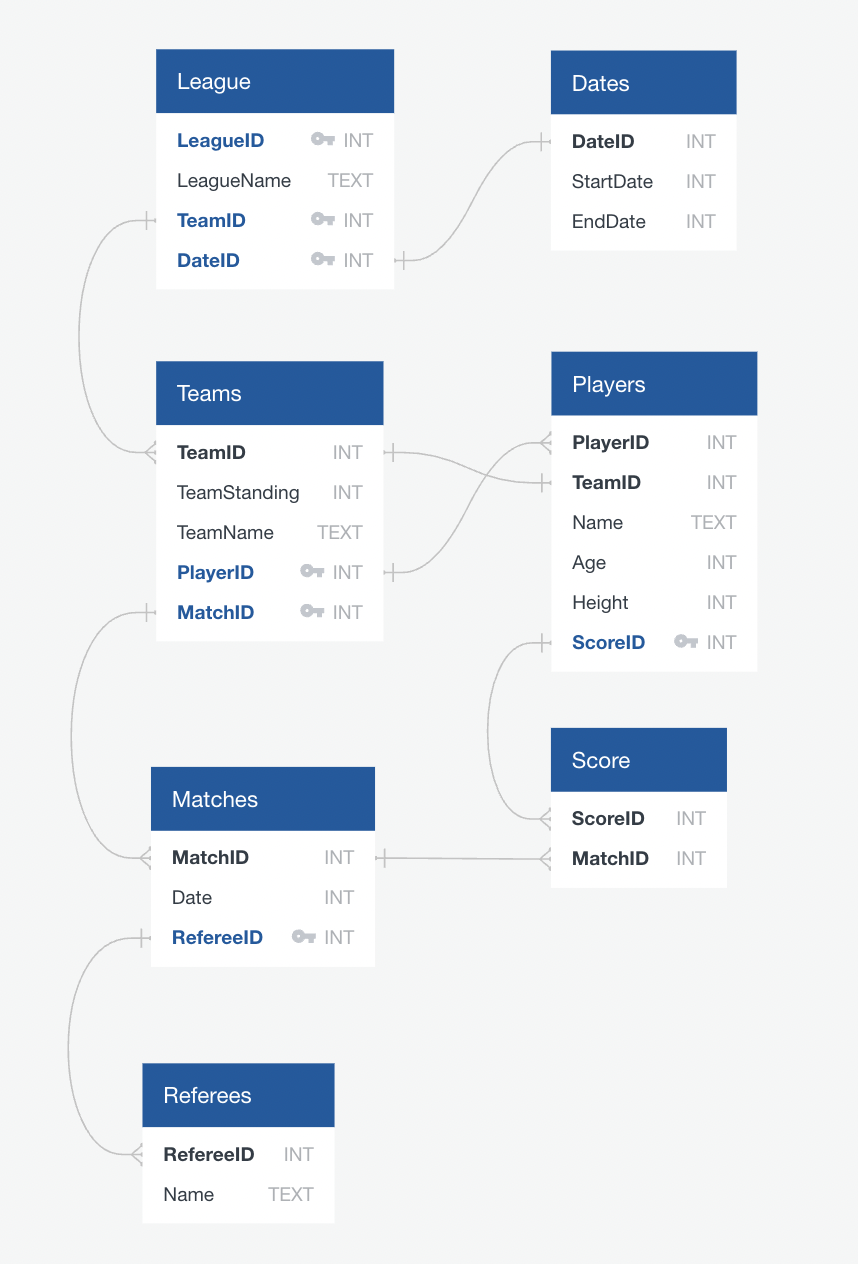 League
LeagueID INT
LeagueName TEXT
TeamID INT
DateID INT
Dates
DateID INT
StartDate INT
EndDate INT
Teams
TeamID INT
TeamStanding INT
TeamName TEXT
PlayerID INT
MatchID INT
Players
PlayerID INT
TeamID INT
Name TEXT
Age INT
Height INT
ScoreID INT
Score
ScoreID INT
MatchID INT
Matches
MatchID INT
Date INT
RefereeID INT
Referees
RefereeID INT
Name TEXT